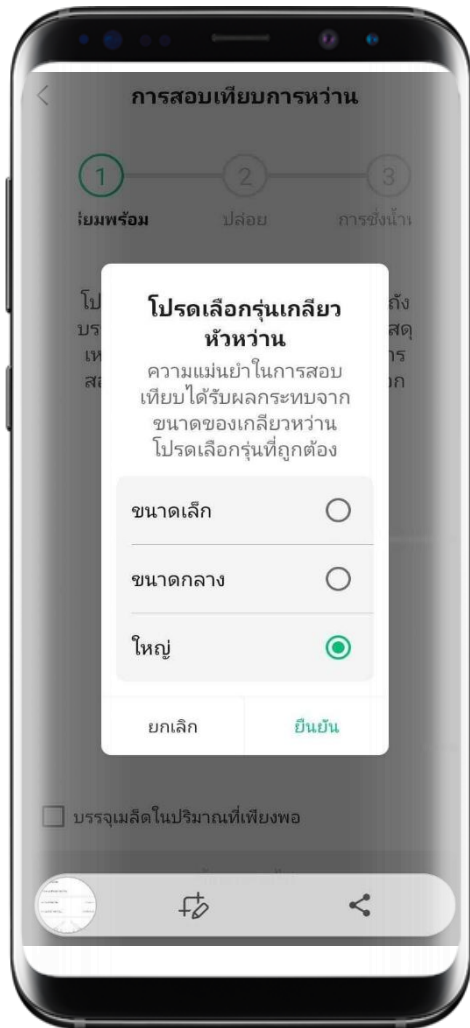 การสอบเทียบการหว่าน
1
2
3
ปล่อย
โปรดเลือกรุ่นเกลียว
หัวหว่าน
ความแม่นยำในการสอบ
เทียบได้รับผลกระทบจาก
ขนาดของเกลียวหว่าน
โปรดเลือกรุ่นที่ถูกต้อง
ขนาดเล็ก
ขนาดกลาง
ใหญ่
ยกเลิก
ยืนยัน
บรรจุเมล็ดในปริมาณที่เพียงพอ